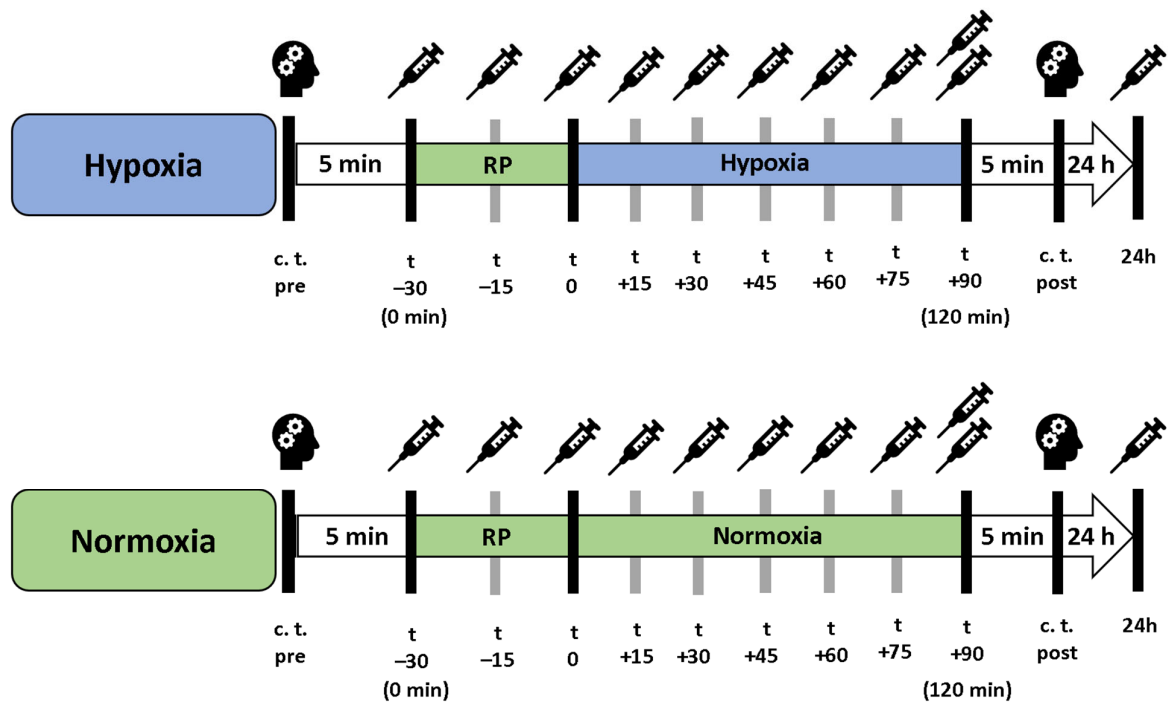 Hypoxia
5 min
RP
Hypoxia
5 min
24 h
c. t. pre
t –30 (0 min)
t –15
t 0
t +15
t +30
t +45
t +60
t +75
t +90 (120 min)
c. t. post
24h
Normoxia
5 min
RP
Normoxia
5 min
24 h
c. t. pre
t –30 (0 min)
t –15
t 0
t +15
t +30
t +45
t +60
t +75
t +90 (120 min)
c. t. post
24h